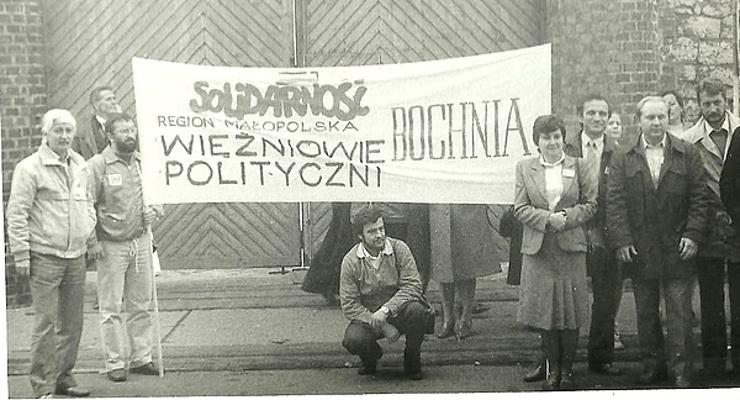 SOLIDARNOŚĆ
REGION MAŁOPOLSKA
WIĘŹNIOWIE
POLITYCZNI
BOCHNIA